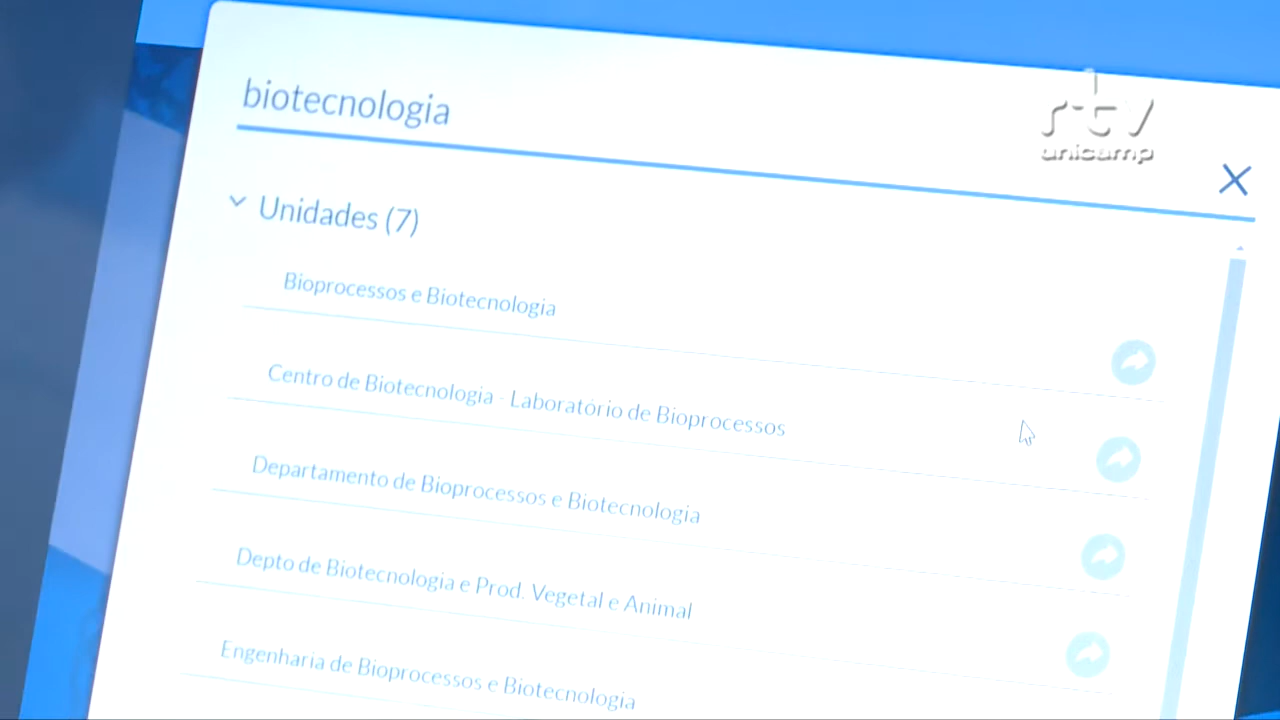 biotecnologia
rtv
unicamp
Unidades (7)
Bioprocessos e Biotecnologia
Centro de Biotecnologia - Laboratório de Bioprocessos
Departamento de Bioprocessos e Biotecnologia
Depto de Biotecnologia e Prod. Vegetal e Animal
Engenharia de Bioprocessos e Biotecnologia